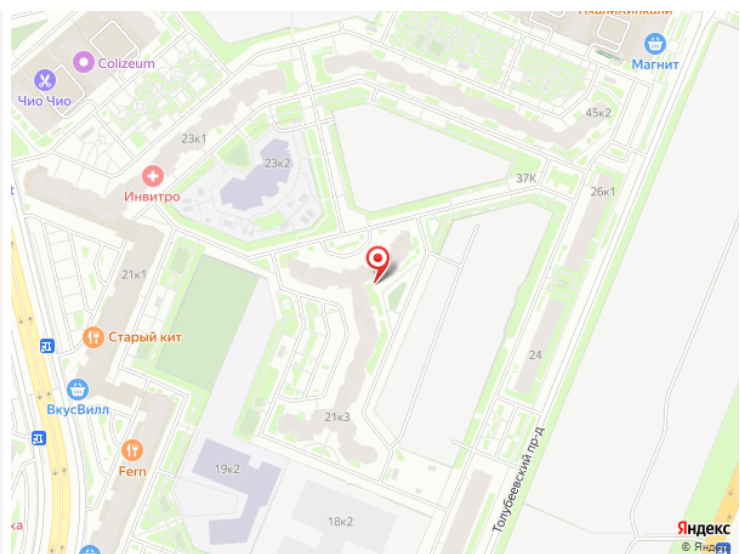 Пхалихинкали
Магнит
Colizeum
Чио Чио
45к2
23к1
23к2
37К
26к1
Инвитро
21к1
Старый кит
24
ВкусВилл
21к3
Fern
19к2
18к2
Толубеевский пр-д
Яндекс